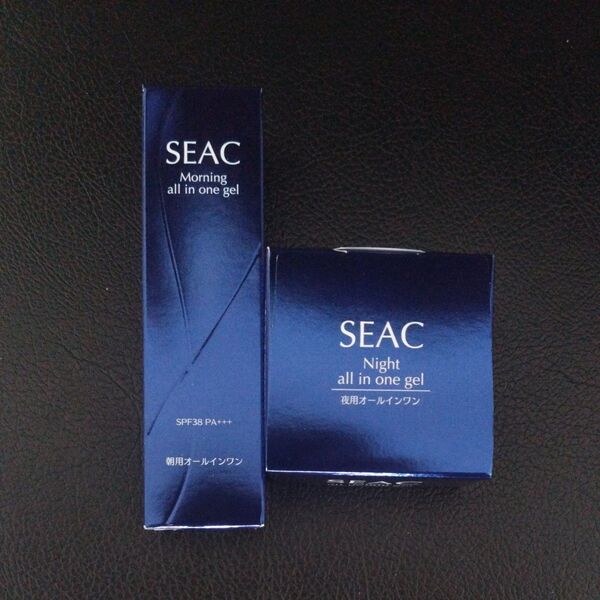 SEAC
Morning
all in one gel
SPF38 PA+++
朝用オールインワン
SEAC
Night
all in one gel
夜用オールインワン
SEAC